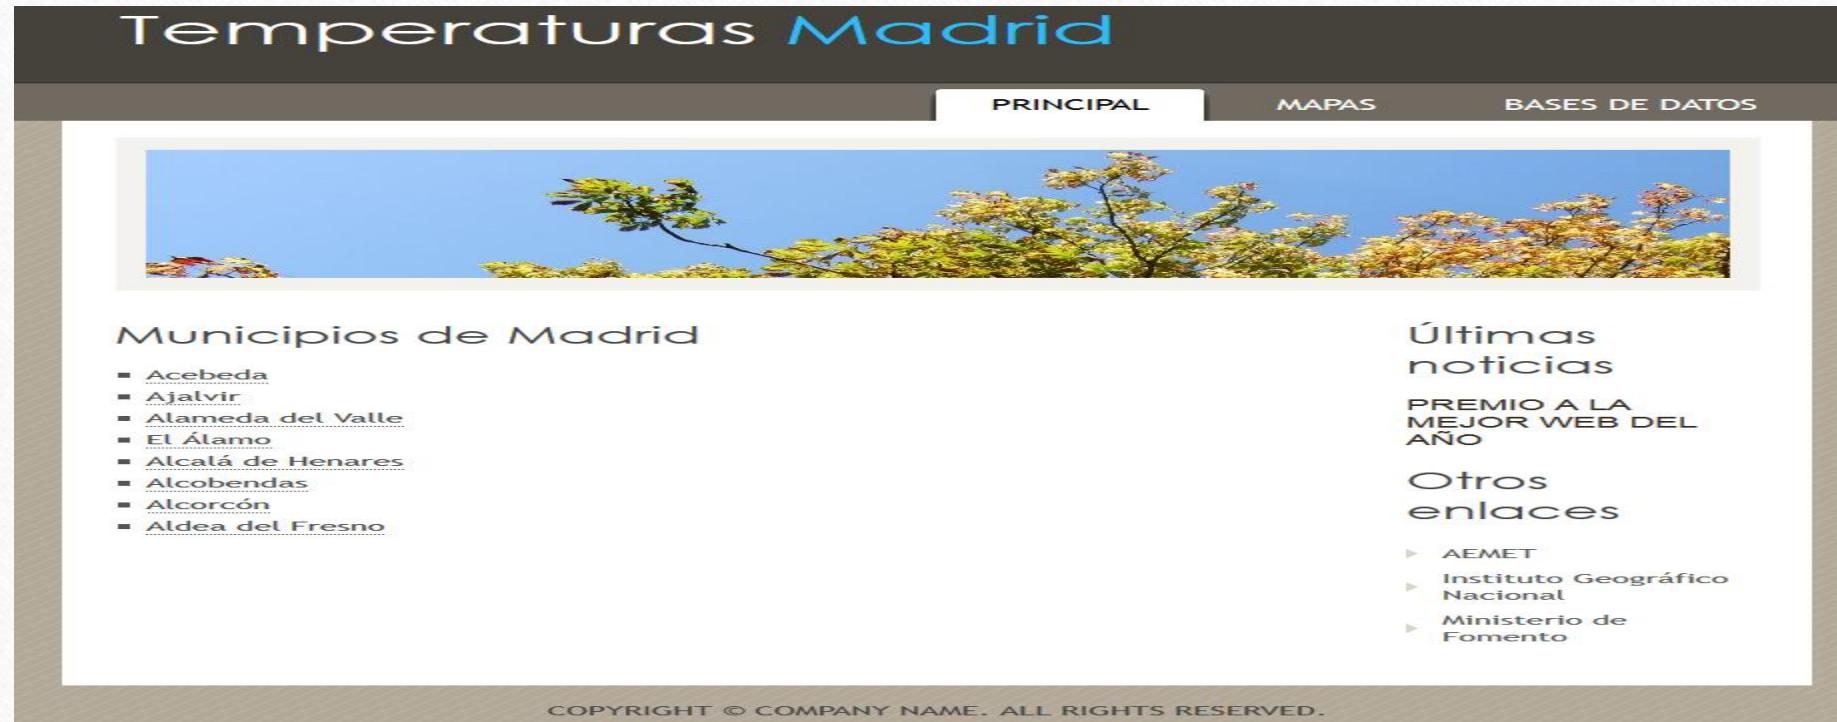 Temperaturas Madrid
PRINCIPAL MAPAS BASES DE DATOS
Municipios de Madrid
Acebeda
Ajalvir
Alameda del Valle
El Álamo
Alcalá de Henares
Alcobendas
Alcorcón
Aldea del Fresno
Últimas
noticias
PREMIO A LA
MEJOR WEB DEL
AÑO
Otros
enlaces
AEMET
Instituto Geográfico
Nacional
Ministerio de
Fomento
COPYRIGHT © COMPANY NAME. ALL RIGHTS RESERVED.